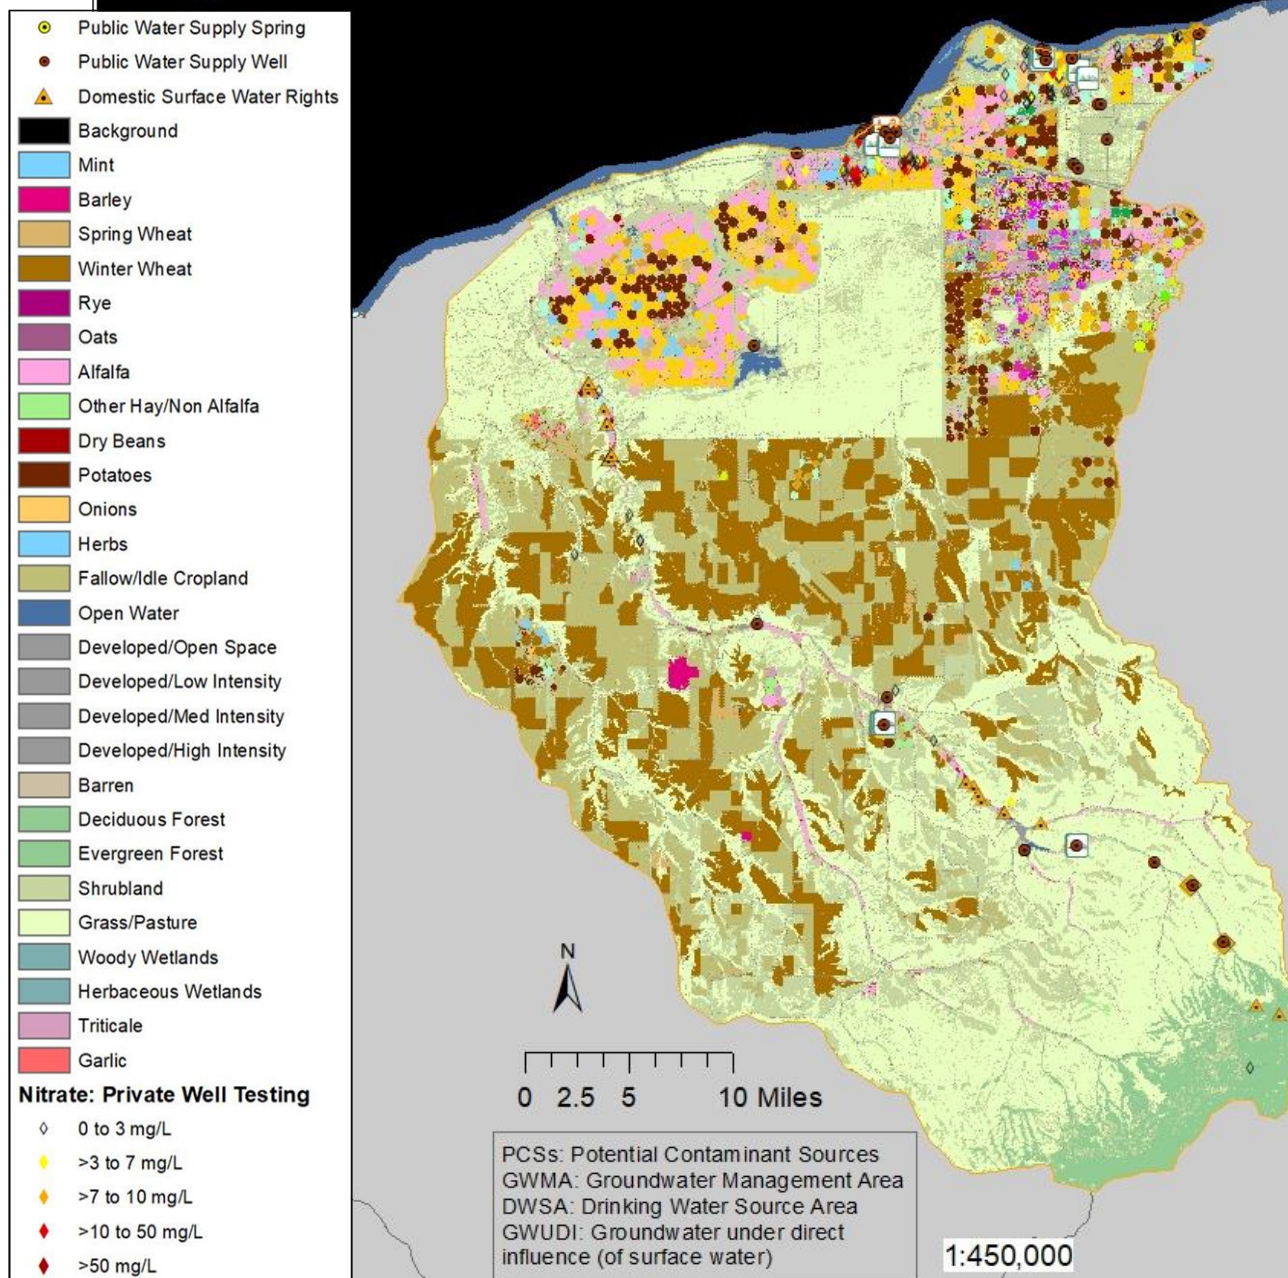 Public Water Supply Spring
Public Water Supply Well
Domestic Surface Water Rights
Background
Mint
Barley
Spring Wheat
Winter Wheat
Rye
Oats
Alfalfa
Other Hay/Non Alfalfa
Dry Beans
Potatoes
Onions
Herbs
Fallow/Idle Cropland
Open Water
Developed/Open Space
Developed/Low Intensity
Developed/Med Intensity
Developed/High Intensity
Barren
Deciduous Forest
Evergreen Forest
Shrubland
Grass/Pasture
Woody Wetlands
Herbaceous Wetlands
Triticale
Garlic
Nitrate: Private Well Testing
0 to 3 mg/L
>3 to 7 mg/L
>7 to 10 mg/L
>10 to 50 mg/L
>50 mg/L
N
0 2.5 5 10 Miles
PCSs: Potential Contaminant Sources
GWMA: Groundwater Management Area
DWSA: Drinking Water Source Area
GWUDI: Groundwater under direct
influence (of surface water)
1:450,000